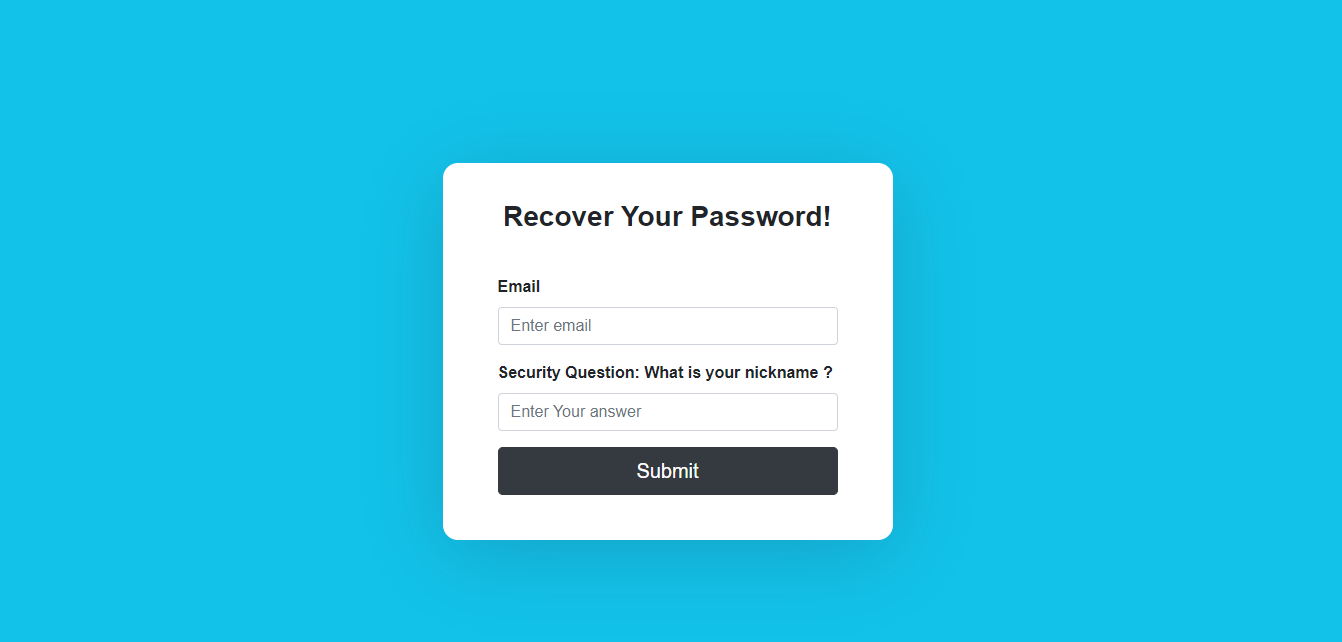 Recover Your Password!
Email
Enter email
Security Question: What is your nickname ?
Enter Your answer
Submit